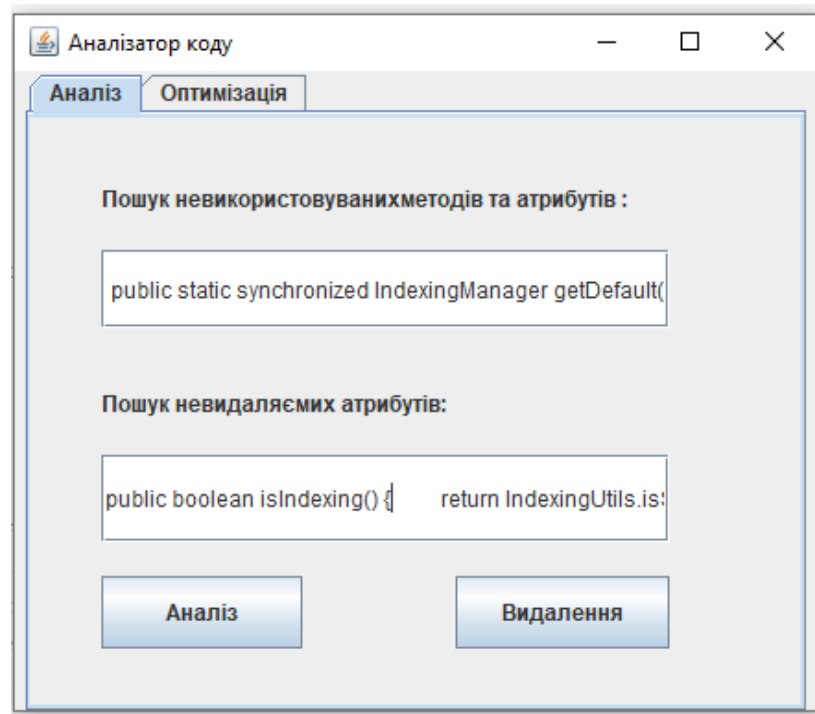 Аналізатор коду
Аналіз Оптимізація
Пошук невикористовуванихметодів та атрибутів :
public static synchronized IndexingManager getDefault(
Пошук невидаляємих атрибутів:
public boolean isIndexing() { return IndexingUtils.is
Аналіз Видалення